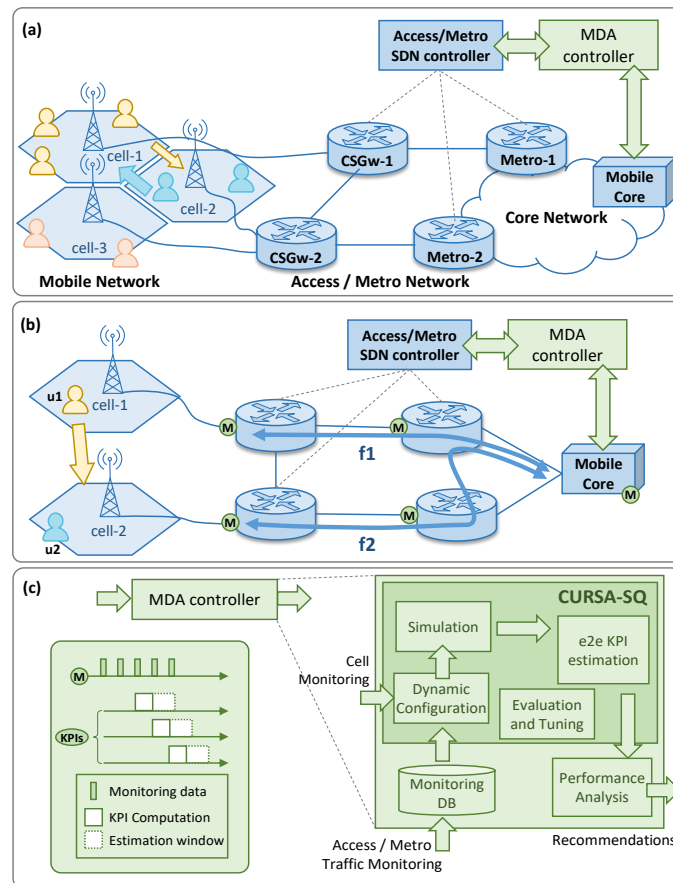 (a)
Access/Metro
SDN controller
MDA
controller
cell-1
cell-2
cell-3
CSGw-1
Metro-1
Mobile
Core
Core Network
CSGw-2
Metro-2
Mobile Network
Access / Metro Network
(b)
Access/Metro
SDN controller
MDA
controller
u1
cell-1
M
M
f1
Mobile
Core
M
cell-2
u2
M
M
f2
(c)
MDA controller
CURSA-SQ
Simulation
e2e KPI
estimation
Cell
Monitoring
Dynamic
Configuration
Evaluation
and Tuning
M
KPIs
Monitoring data
KPI Computation
Estimation window
Monitoring
DB
Performance
Analysis
Access / Metro
Traffic Monitoring
Recommendations